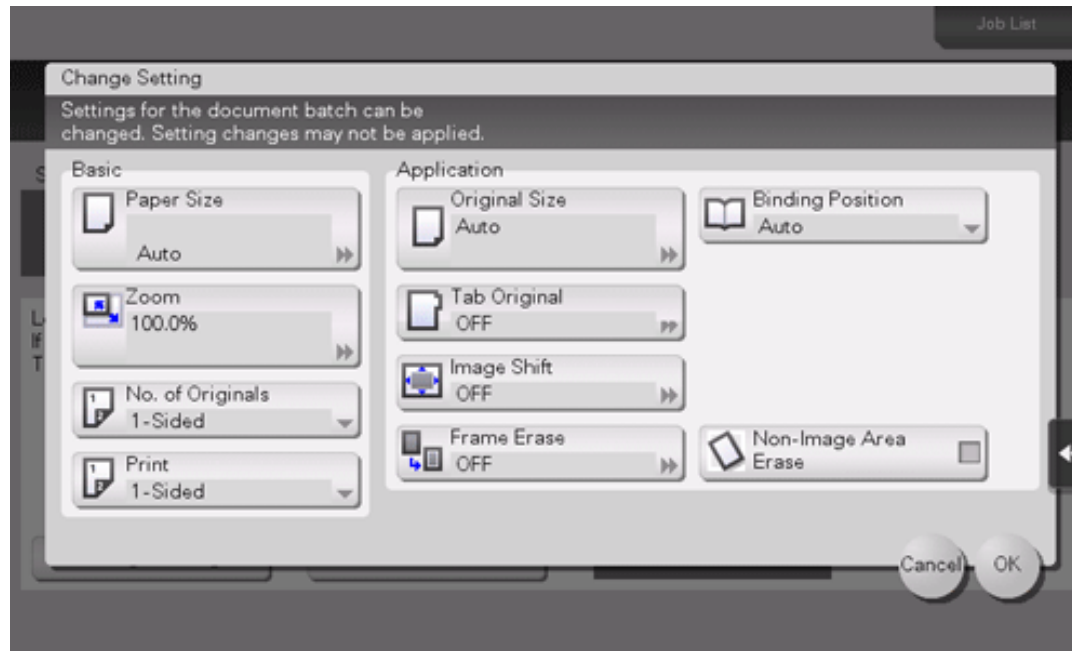 Job List
Change Setting
Settings for the document batch can be
changed. Setting changes may not be applied.
Basic
Paper Size
Auto
Zoom
100.0%
No. of Originals
1-Sided
Print
1-Sided
Application
Original Size
Auto
Tab Original
OFF
Image Shift
OFF
Frame Erase
OFF
Binding Position
Auto
Non-Image Area
Erase
Cancel
OK